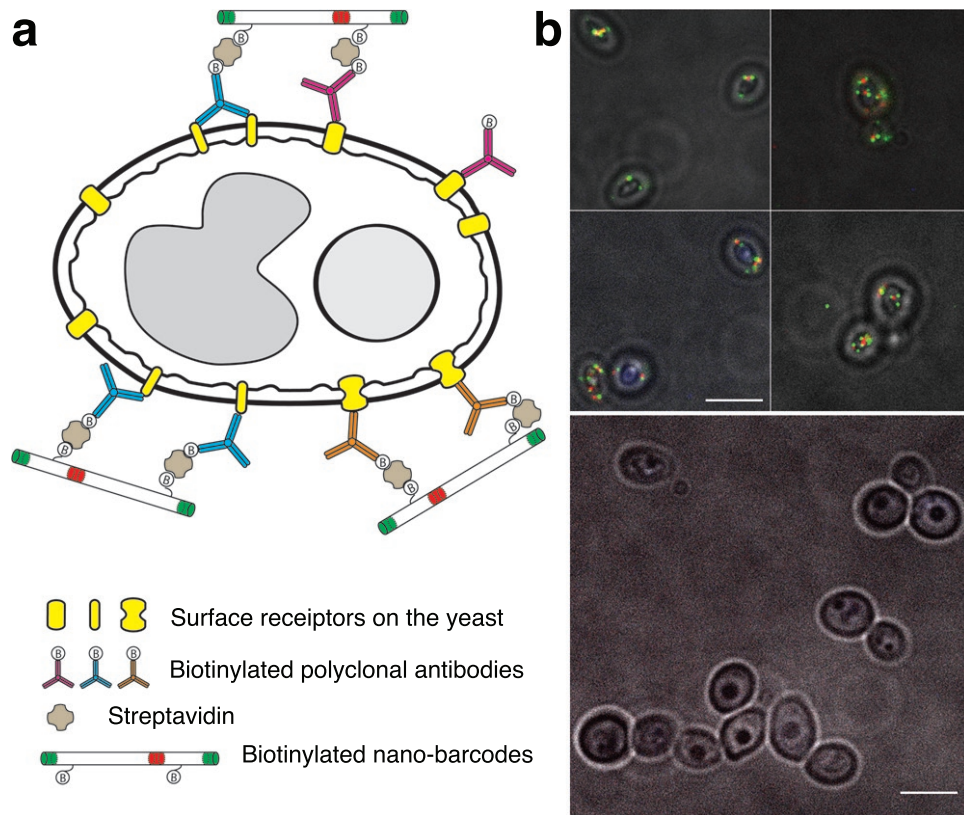 a
b
B B
B B
B
B B
B B
B B
B B
Surface receiptors on the yeast
B B B
Biotinylated polyclonal antibodies
Streptavidin
Biotinylated nano-barcodes
B B